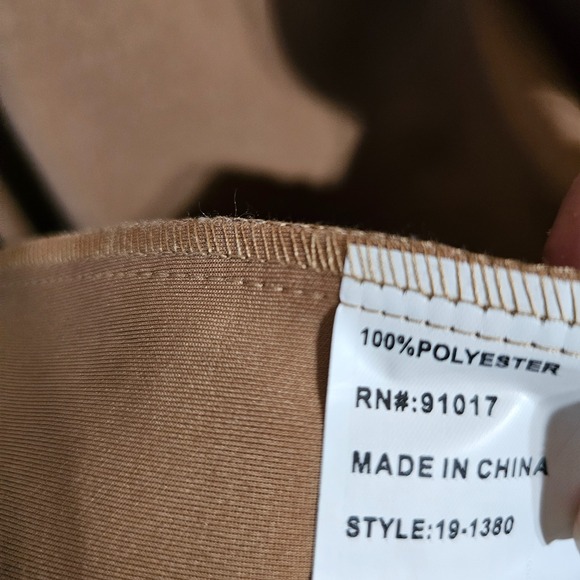 100%POLYESTER
RN#:91017
MADE IN CHINA
STYLE:19-1380